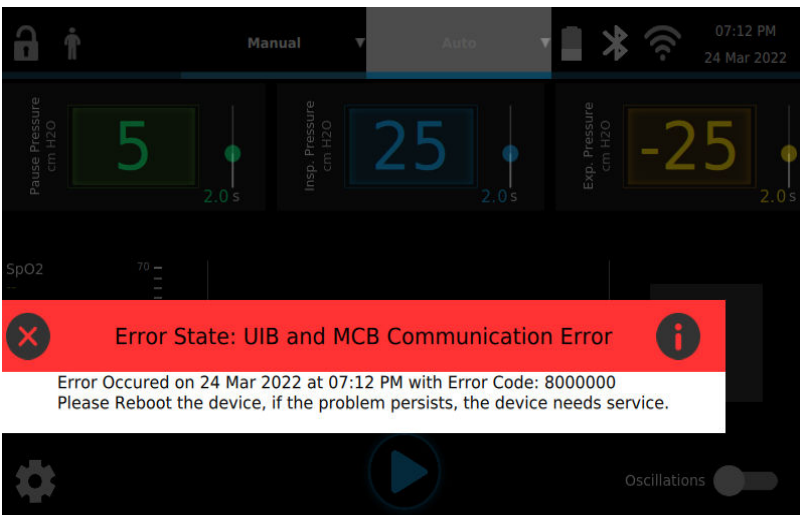 Manual
Auto
07:12 PM
24 Mar 2022
Pause Pressure
cm H2O
5
2.0 s
Insp. Pressure
cm H2O
25
2.0 s
Exp. Pressure
cm H2O
-25
2.0 s
SpO2
--
70
Error State: UIB and MCB Communication Error
Error Occured on 24 Mar 2022 at 07:12 PM with Error Code: 8000000
Please Reboot the device, if the problem persists, the device needs service.
Oscillations